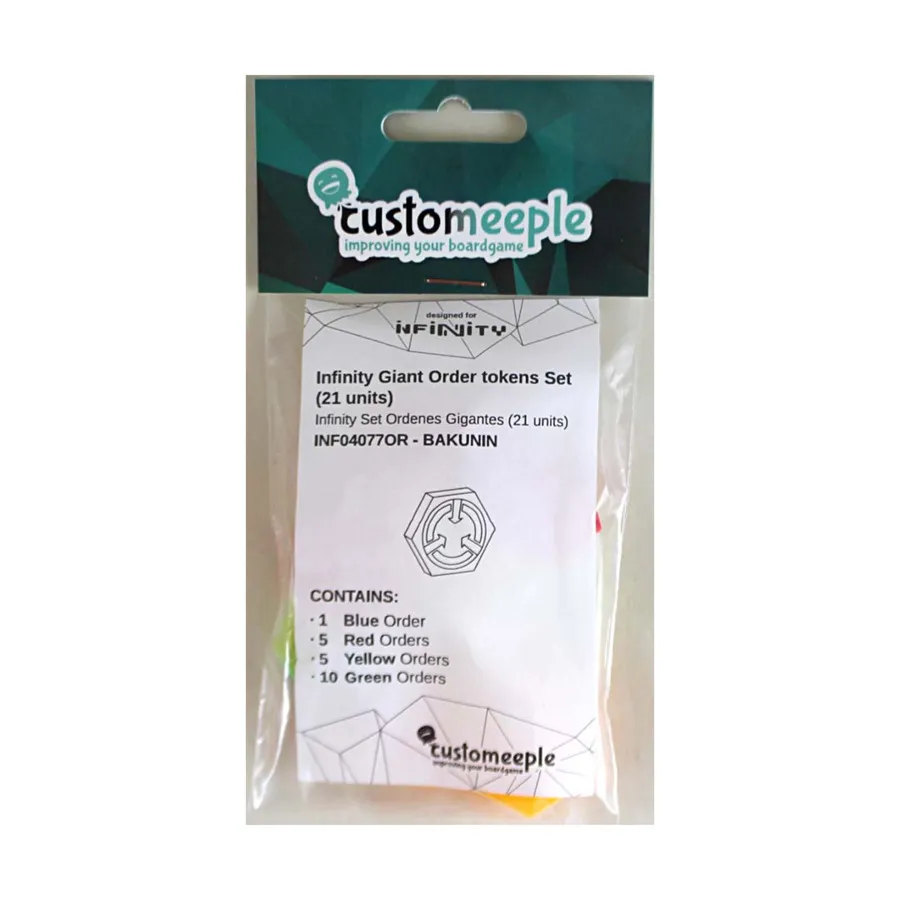 customeeple
improving your boardgame
designed for
INFINITY
Infinity Giant Order tokens Set
(21 units)
Infinity Set Ordenes Gigantes (21 units)
INF04077OR - BAKUNIN
CONTAINS:
· 1 Blue Order
· 5 Red Orders
· 5 Yellow Orders
· 10 Green Orders
customeeple
improving your boardgame